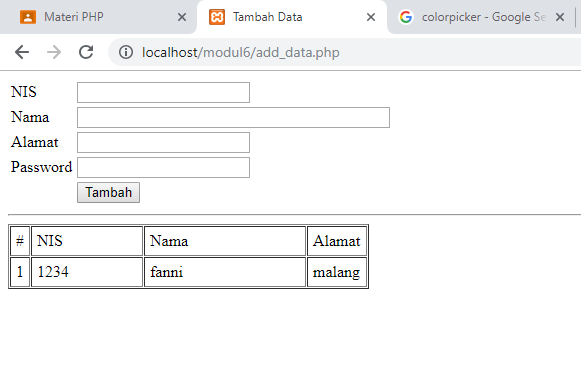 Materi PHP
Tambah Data
colorpicker - Google Se
localhost/modul6/add_data.php
NIS
Nama
Alamat
Password
Tambah
# NIS Nama Alamat
1 1234 fanni malang